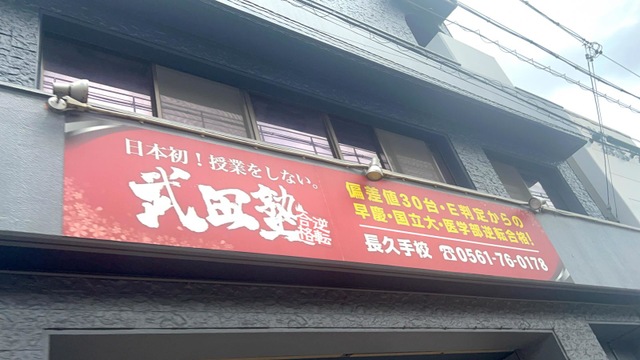 日本初！授業をしない。
武田塾
逆転合格
偏差値30台・E判定からの
早慶・国立大・医学部逆転合格！
長久手校 ☎0561-76-0178